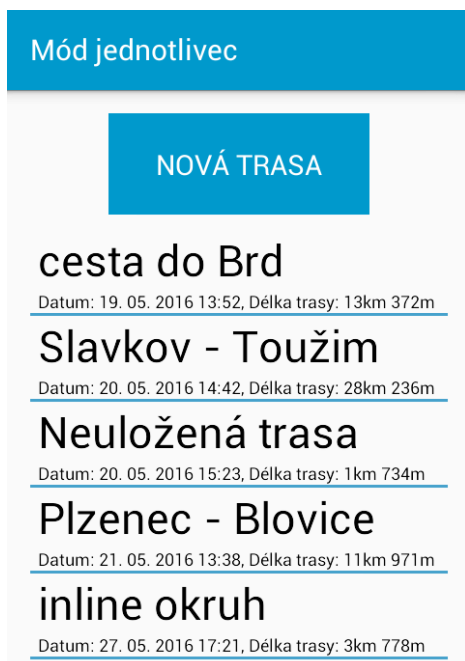 Mód jednotlivec
NOVÁ TRASA
cesta do Brd
Datum: 19. 05. 2016 13:52, Délka trasy: 13km 372m
Slavkov - Toužim
Datum: 20. 05. 2016 14:42, Délka trasy: 28km 236m
Neuložená trasa
Datum: 20. 05. 2016 15:23, Délka trasy: 1km 734m
Plzenec - Blovice
Datum: 21. 05. 2016 13:38, Délka trasy: 11km 971m
inline okruh
Datum: 27. 05. 2016 17:21, Délka trasy: 3km 778m